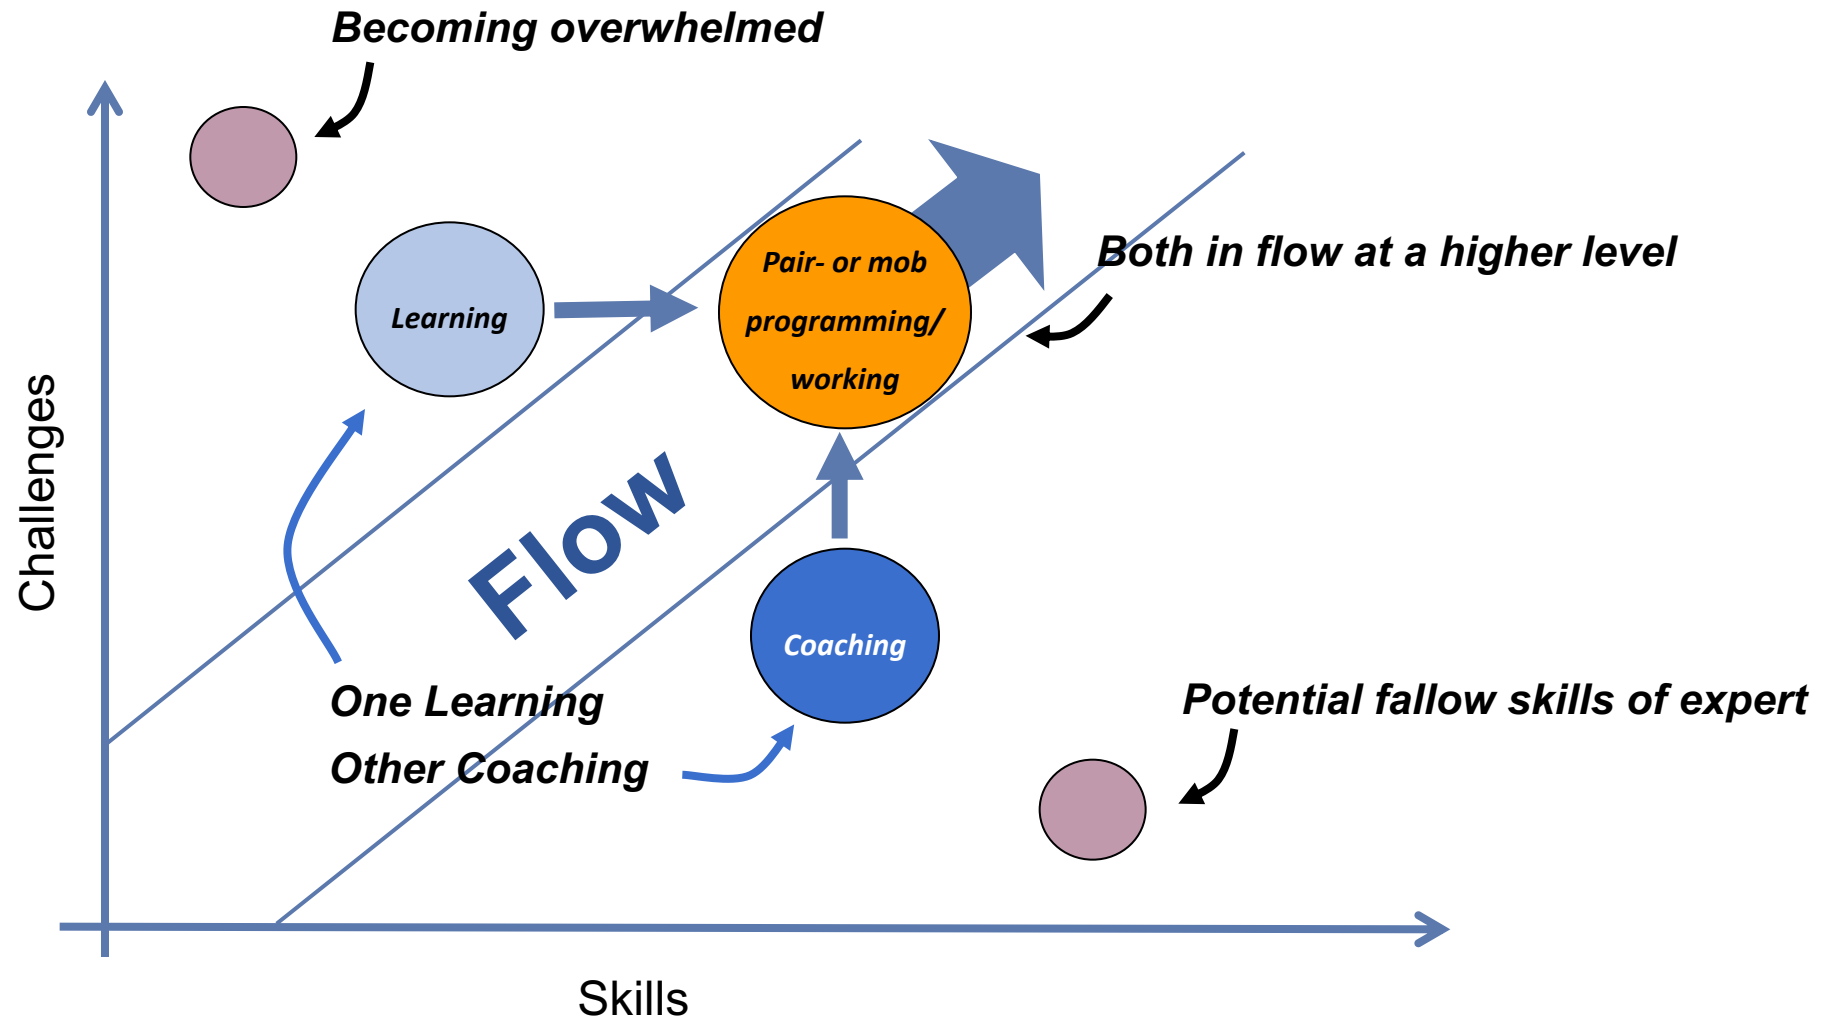 Becoming overwhelmed
Pair- or mob
programming/
working
Both in flow at a higher level
Learning
Challenges
Flow
Coaching
One Learning
Other Coaching
Potential fallow skills of expert
Skills